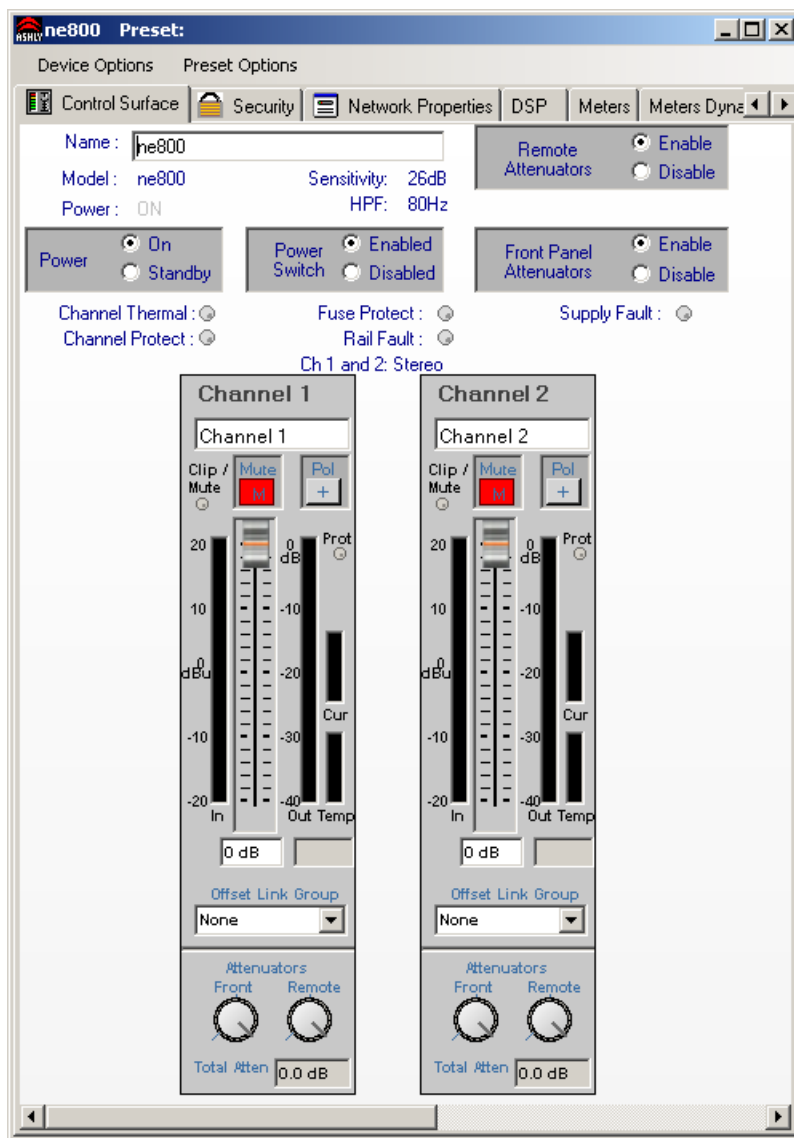 ASHLY ne800 Preset:
Device Options Preset Options
Control Surface Security Network Properties DSP Meters Meters Dyna
Name : ne800
Model : ne800 Sensitivity: 26dB
Power : ON HPF: 80Hz
Remote Attenuators Enable Disable
Power On Standby
Power Switch Enabled Disabled
Front Panel Attenuators Enable Disable
Channel Thermal : Fuse Protect : Supply Fault :
Channel Protect : Rail Fault :
Ch 1 and 2: Stereo
Channel 1
Channel 1
Clip / Mute Mute Pol
M +
20 0 dB Prot
10 -10
0 dBu -20
Cur
-10 -30
-20 -40
In Out Temp
0 dB
Offset Link Group
None
Attenuators
Front Remote
Total Atten 0.0 dB
Channel 2
Channel 2
Clip / Mute Mute Pol
M +
20 0 dB Prot
10 -10
0 dBu -20
Cur
-10 -30
-20 -40
In Out Temp
0 dB
Offset Link Group
None
Attenuators
Front Remote
Total Atten 0.0 dB